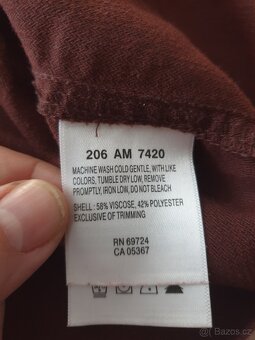 206 AM 7420
MACHINE WASH COLD GENTLE, WITH LIKE
COLORS, TUMBLE DRY LOW, REMOVE
PROMPTLY, IRON LOW, DO NOT BLEACH
SHELL : 58% VISCOSE, 42% POLYESTER
EXCLUSIVE OF TRIMMING
RN 69724
CA 05367
Bazoš.cz